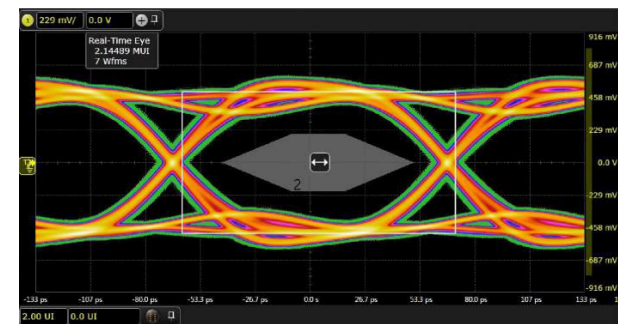 1 229 mV/ 0.0 V
Real-Time Eye
2.14489 MUI
7 Wfms
916 mV
687 mV
458 mV
229 mV
0.0 V
-229 mV
-458 mV
-687 mV
-916 mV
2
-133 ps -107 ps -80.0 ps -53.3 ps -26.7 ps 0.0 s 26.7 ps 53.3 ps 80.0 ps 107 ps 133 ps 1
2.00 UI 0.0 UI